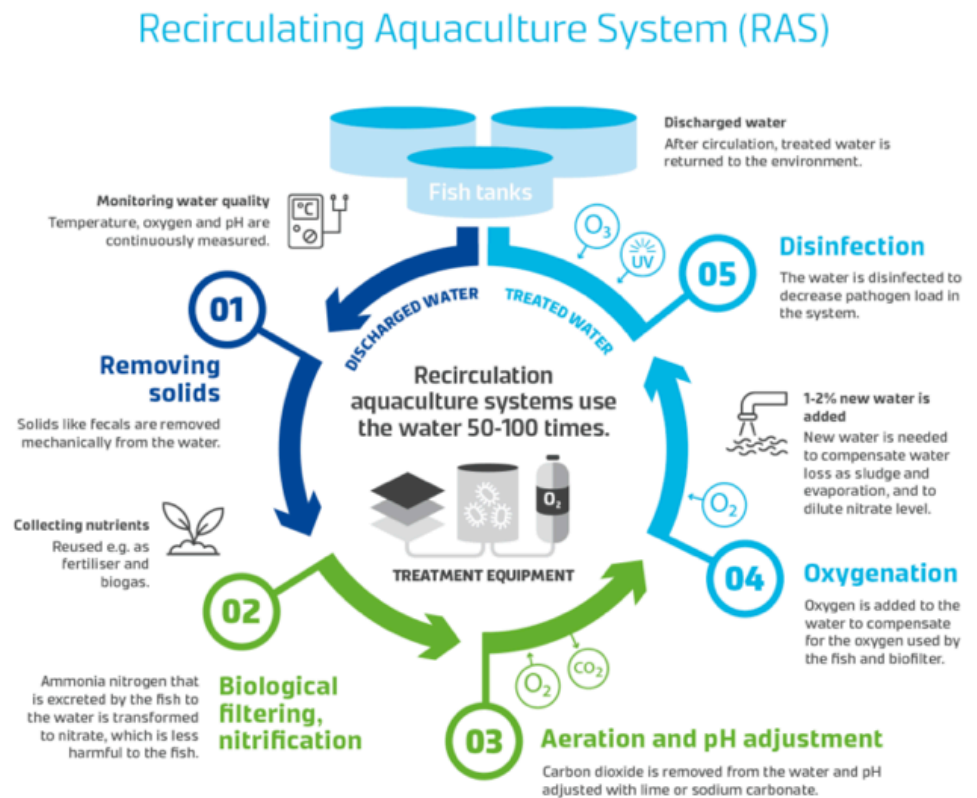 Recirculating Aquaculture System (RAS)
Fish tanks
Discharged water
After circulation, treated water is
returned to the environment.
Monitoring water quality
Temperature, oxygen and pH are
continuously measured.
°C
DISCHARGED WATER
TREATED WATER
O3
UV
01
Removing
solids
Solids like fecals are removed
mechanically from the water.
Collecting nutrients
Reused e.g. as
fertiliser and
biogas.
02
Biological
filtering,
nitrification
Ammonia nitrogen that
is excreted by the fish to
the water is transformed
to nitrate, which is less
harmful to the fish.
O2
CO2
03
Aeration and pH adjustment
Carbon dioxide is removed from the water and pH
adjusted with lime or sodium carbonate.
04
Oxygenation
Oxygen is added to the
water to compensate
for the oxygen used by
the fish and biofilter.
O2
1-2% new water is
added
New water is needed
to compensate water
loss as sludge and
evaporation, and to
dilute nitrate level.
05
Disinfection
The water is disinfected to
decrease pathogen load in
the system.
Recirculation
aquaculture systems use
the water 50-100 times.
O2
TREATMENT EQUIPMENT